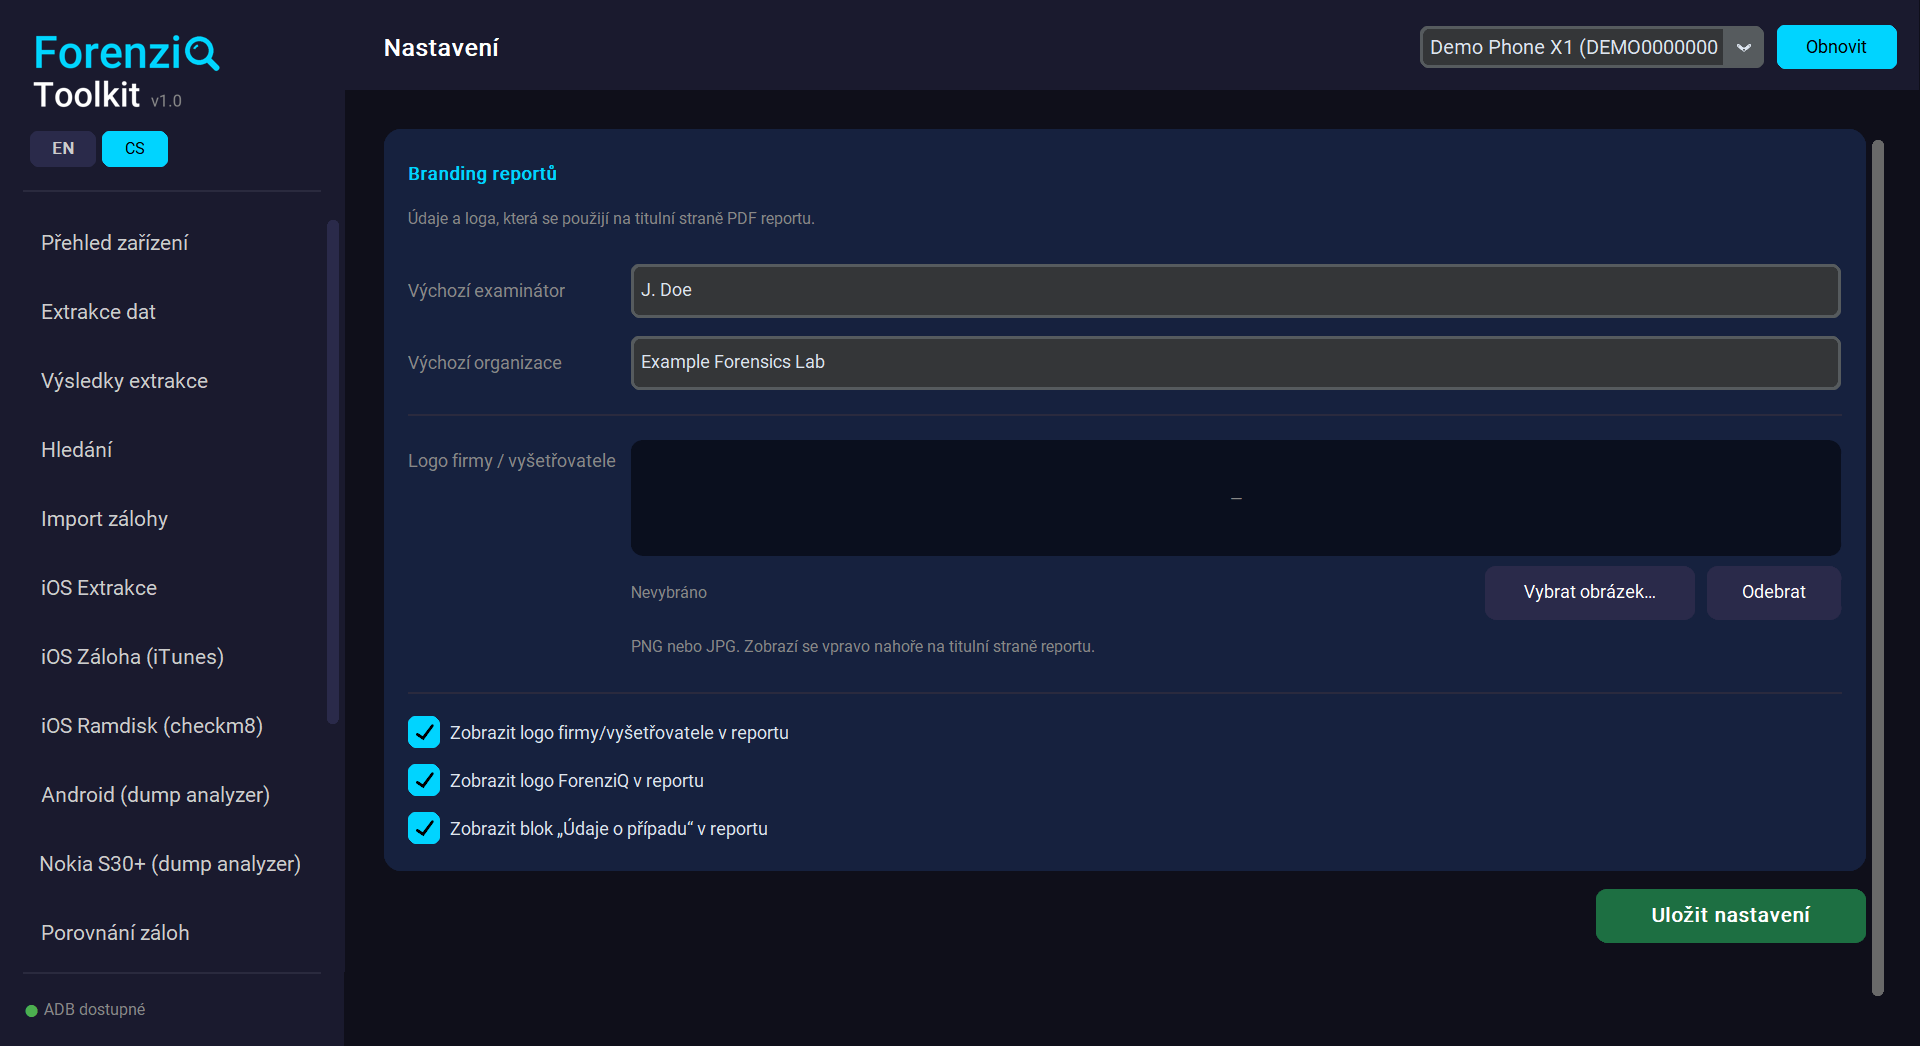 ForenziQ
Toolkit v1.0
EN
CS
Přehled zařízení
Extrakce dat
Výsledky extrakce
Hledání
Import zálohy
iOS Extrakce
iOS Záloha (iTunes)
iOS Ramdisk (checkm8)
Android (dump analyzer)
Nokia S30+ (dump analyzer)
Porovnání záloh
ADB dostupné
Nastavení
Demo Phone X1 (DEMO0000000
Obnovit
Branding reportů
Údaje a loga, která se použijí na titulní straně PDF reportu.
Výchozí examinátor
J. Doe
Výchozí organizace
Example Forensics Lab
Logo firmy / vyšetřovatele
—
Nevybráno
Vybrat obrázek…
Odebrat
PNG nebo JPG. Zobrazí se vpravo nahoře na titulní straně reportu.
Zobrazit logo firmy/vyšetřovatele v reportu
Zobrazit logo ForenziQ v reportu
Zobrazit blok „Údaje o případu“ v reportu
Uložit nastavení